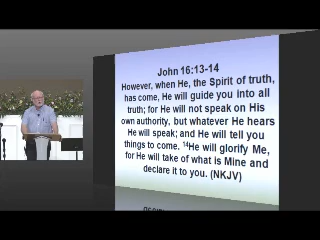 John 16:13-14
However, when He, the Spirit of truth,
has come, He will guide you into all
truth; for He will not speak on His
own authority, but whatever He hears
He will speak; and He will tell you
things to come. ¹⁴He will glorify Me,
for He will take of what is Mine and
declare it to you. (NKJV)